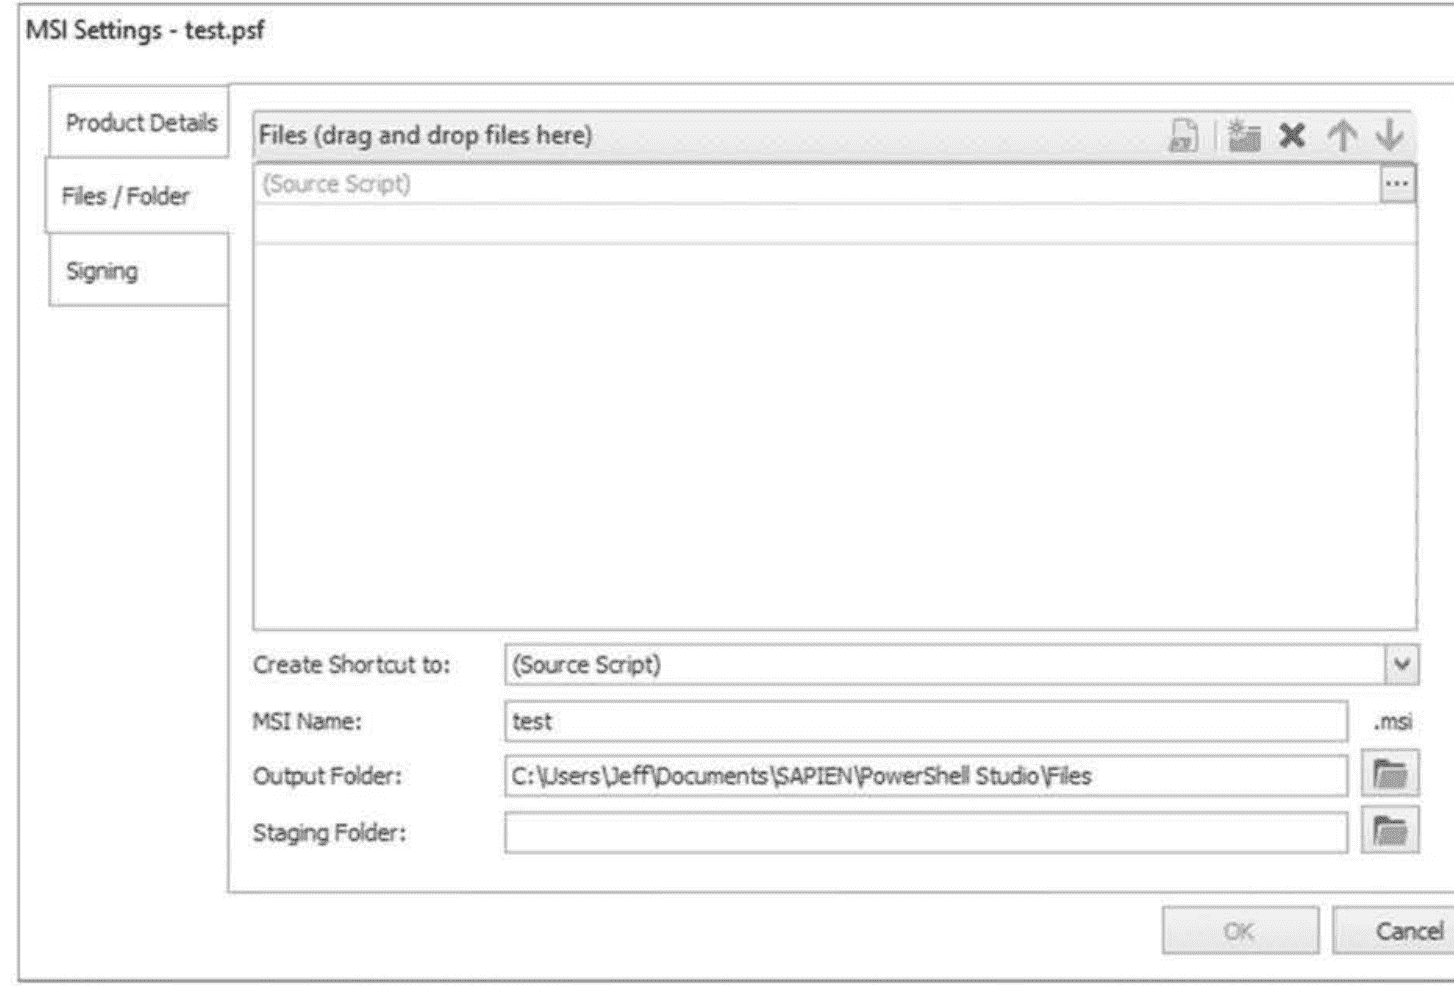 MSI Settings - test.psf
Product Details
Files / Folder
Signing
Files (drag and drop files here)
(Source Script)
...
Create Shortcut to: (Source Script)
MSI Name: test .msi
Output Folder: C:\Users\Jeff\Documents\SAPIEN\PowerShell Studio\Files
Staging Folder:
OK Cancel